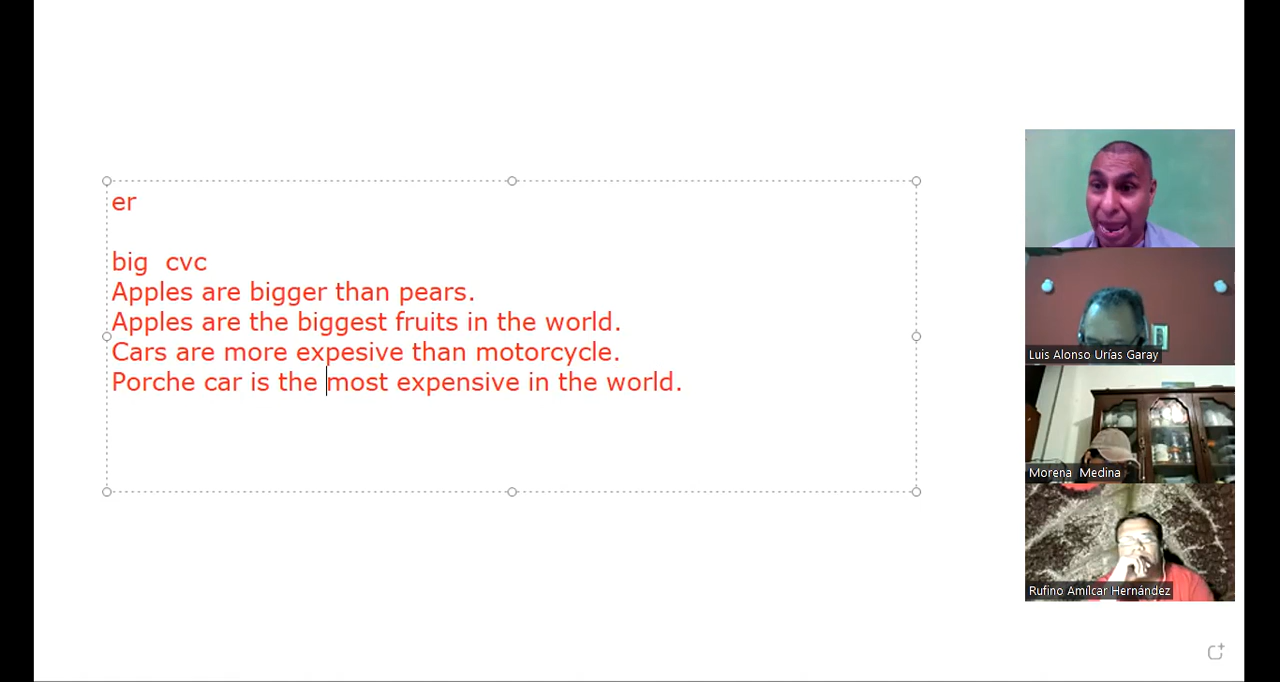 er
big cvc
Apples are bigger than pears.
Apples are the biggest fruits in the world.
Cars are more expesive than motorcycle.
Porche car is the most expensive in the world.
Luis Alonso Urías Garay
Morena Medina
Rufino Amílcar Hernández